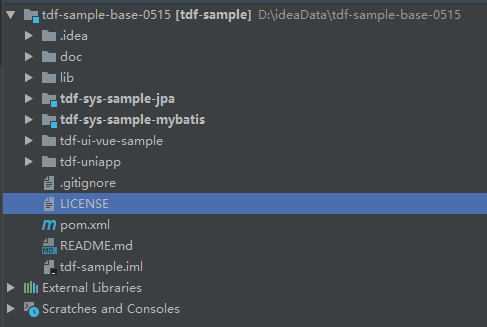 tdf-sample-base-0515 [tdf-sample] D:\ideaData\tdf-sample-base-0515
.idea
doc
lib
tdf-sys-sample-jpa
tdf-sys-sample-mybatis
tdf-ui-vue-sample
tdf-uniapp
.gitignore
LICENSE
m pom.xml
MD README.md
tdf-sample.iml
External Libraries
Scratches and Consoles